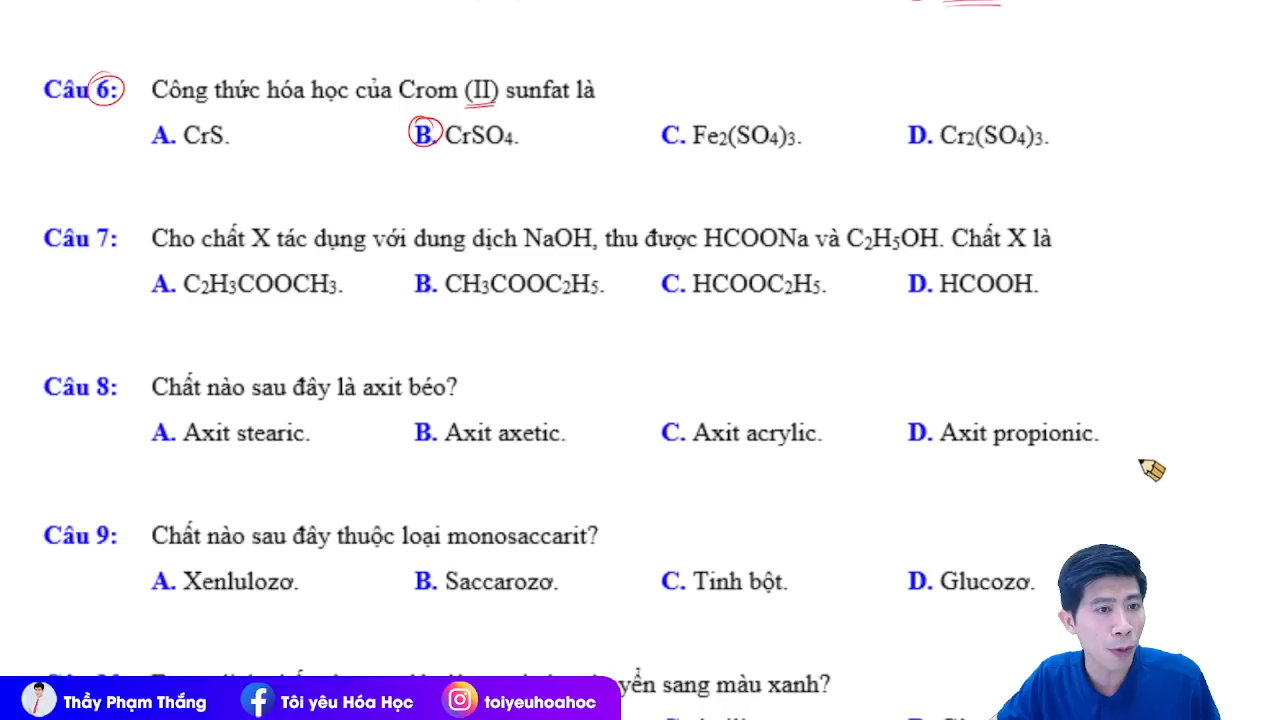 Câu 6: Công thức hóa học của Crom (II) sunfat là
A. CrS. B. CrSO4. C. Fe2(SO4)3. D. Cr2(SO4)3.
Câu 7: Cho chất X tác dụng với dung dịch NaOH, thu được HCOONa và C2H5OH. Chất X là
A. C2H3COOCH3. B. CH3COOC2H5. C. HCOOC2H5. D. HCOOH.
Câu 8: Chất nào sau đây là axit béo?
A. Axit stearic. B. Axit axetic. C. Axit acrylic. D. Axit propionic.
Câu 9: Chất nào sau đây thuộc loại monosaccarit?
A. Xenlulozơ. B. Saccarozơ. C. Tinh bột. D. Glucozơ.
sang màu xanh?
Thầy Phạm Thắng Tôi yêu Hóa Học toiyeuhoahoc